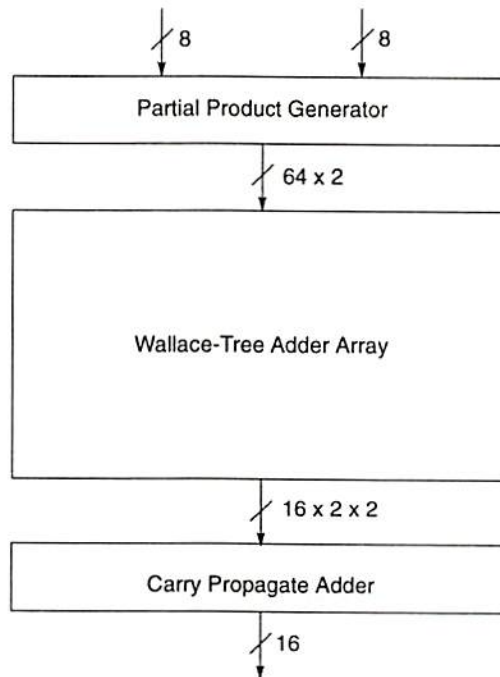 8 8
Partial Product Generator
64 x 2
Wallace-Tree Adder Array
16 x 2 x 2
Carry Propagate Adder
16